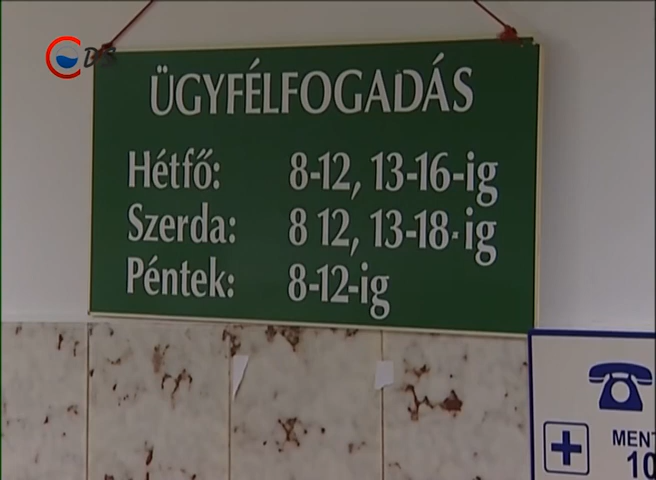 ÜGYFÉLFOGADÁS
Hétfő: 8-12, 13-16-ig
Szerda: 8 12, 13-18-ig
Péntek: 8-12-ig
MENT
10